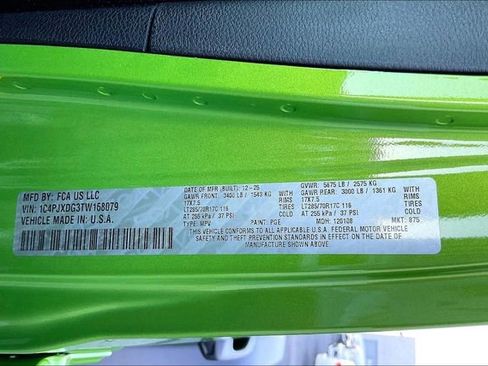 MFD BY: FCA US LLC
VIN: 1C4PJXDG3TW168079
VEHICLE MADE IN: U.S.A.
DATE OF MFR/BUILT: 12-25
GAWR FRONT: 3400 LB / 1543 KG
17X7.5 RIMS
LT285/70R17C 116 TIRES
AT 255 kPa / 37 PSI
TYPE: MPV
PAINT: PGE
GVWR: 5675 LB / 2575 KG
GAWR REAR: 3000 LB / 1361 KG
17X7.5 RIMS
LT285/70R17C 116 TIRES
AT 255 kPa / 37 PSI
MDH: 120108
MKT: 875
THIS VEHICLE CONFORMS TO ALL APPLICABLE U.S.A. FEDERAL MOTOR VEHICLE
SAFETY AND THEFT PREVENTION STANDARDS IN EFFECT ON THE DATE OF
MANUFACTURE SHOWN ABOVE.